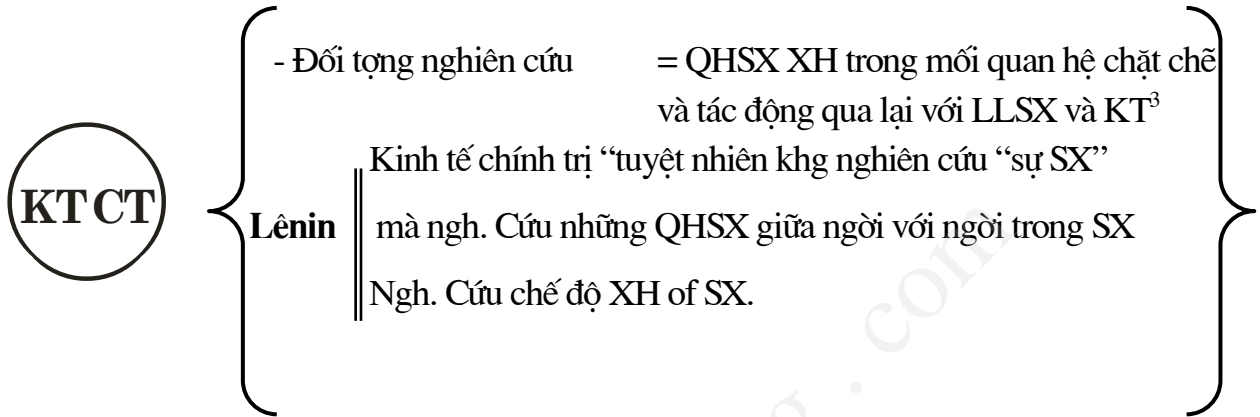 - Đối tợng nghiên cứu = QHSX XH trong mối quan hệ chặt chẽ
và tác động qua lại với LLSX và KT³
KTCT
Kinh tế chính trị “tuyệt nhiên khg nghiên cứu “sự SX”
Lênin mà ngh. Cứu những QHSX giữa ngời với ngời trong SX
Ngh. Cứu chế độ XH of SX.
. com